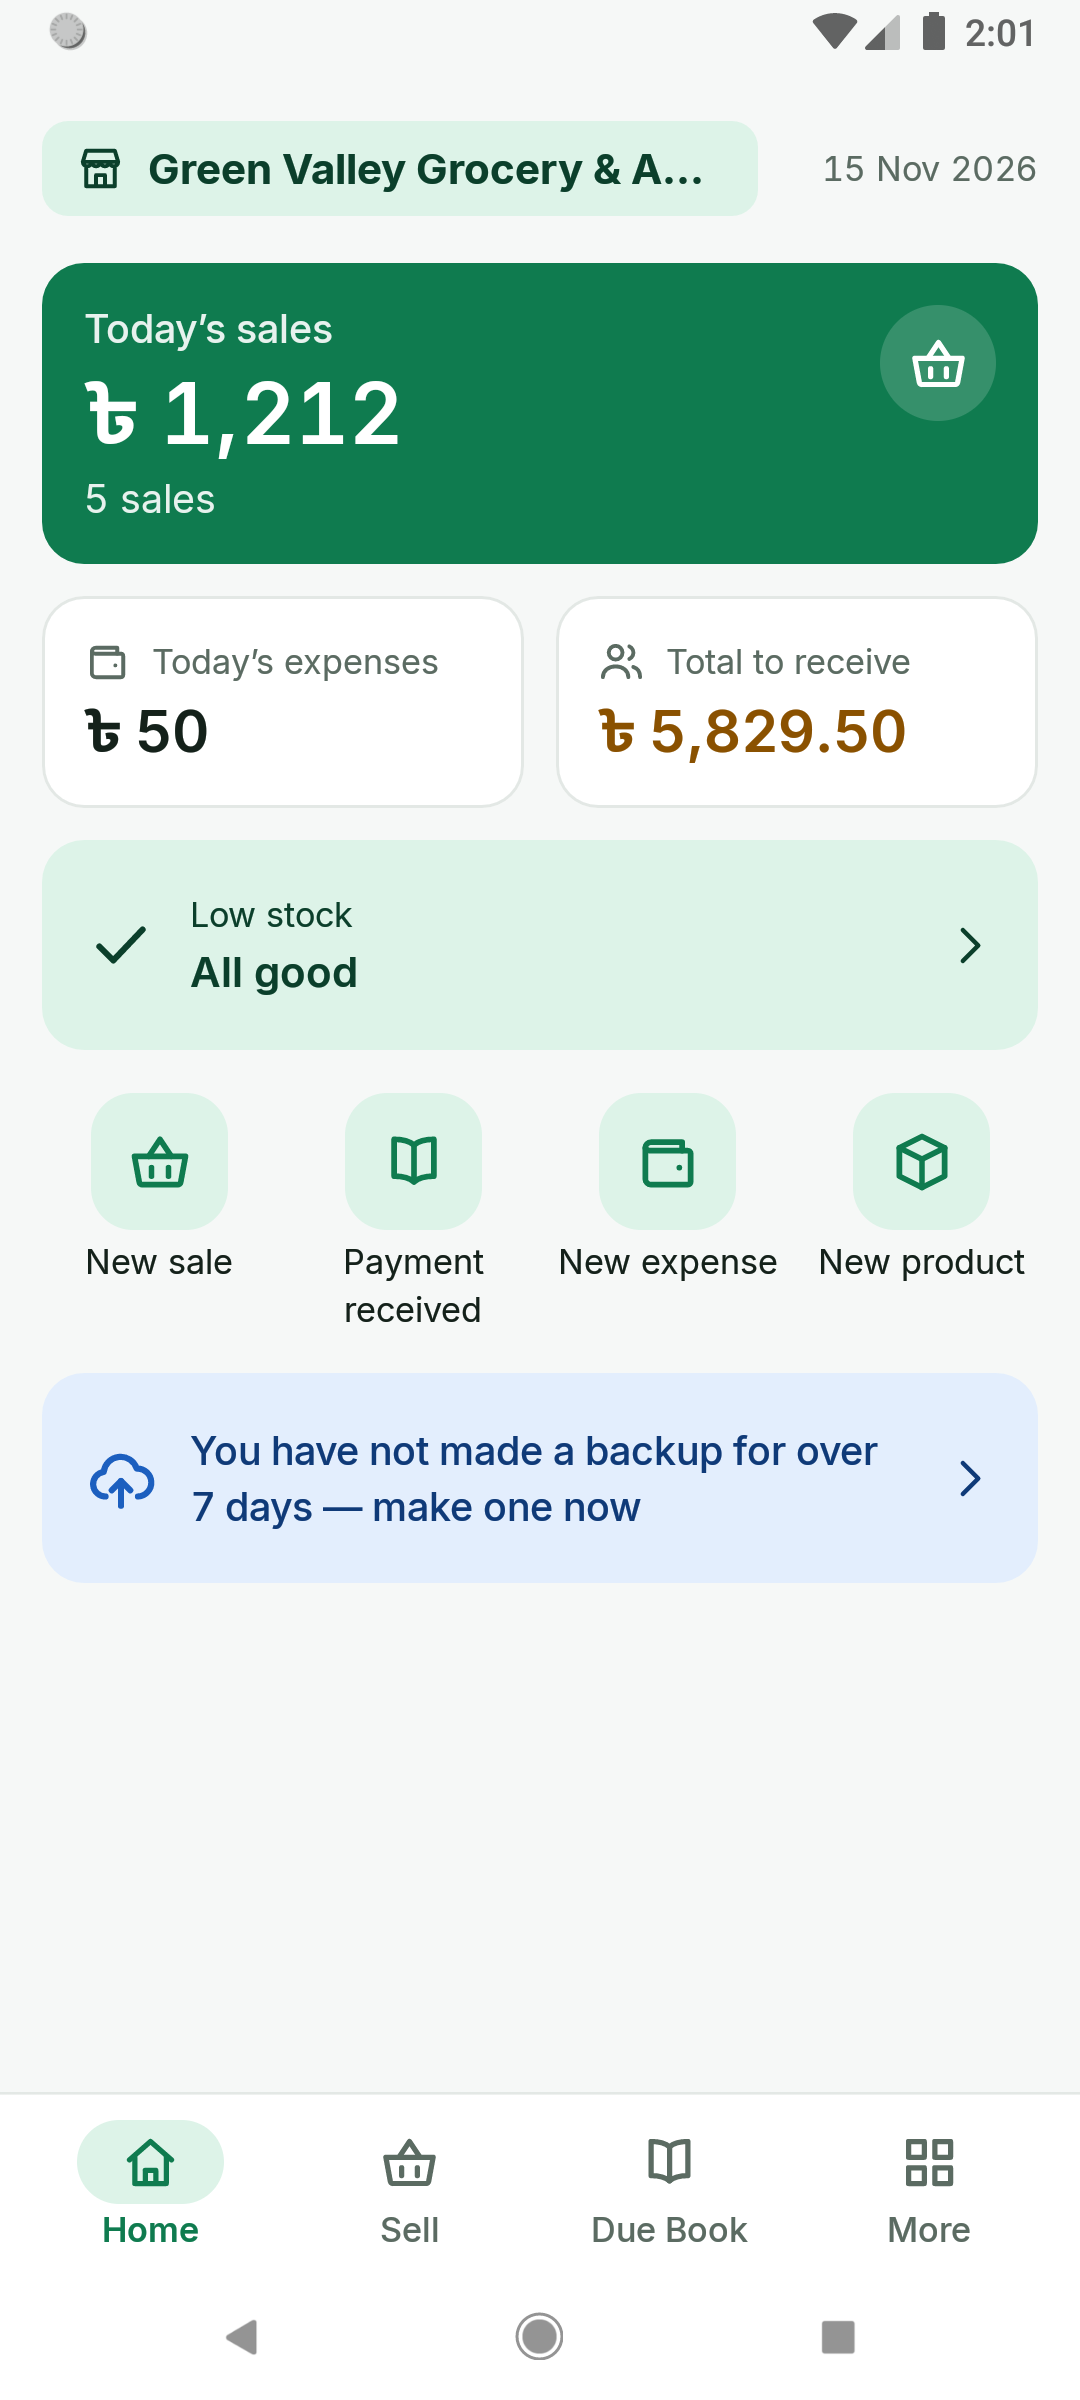 2:01
Green Valley Grocery & A...
15 Nov 2026
Today’s sales
৳ 1,212
5 sales
Today’s expenses
৳ 50
Total to receive
৳ 5,829.50
Low stock
All good
New sale
Payment
received
New expense
New product
You have not made a backup for over
7 days — make one now
Home
Sell
Due Book
More